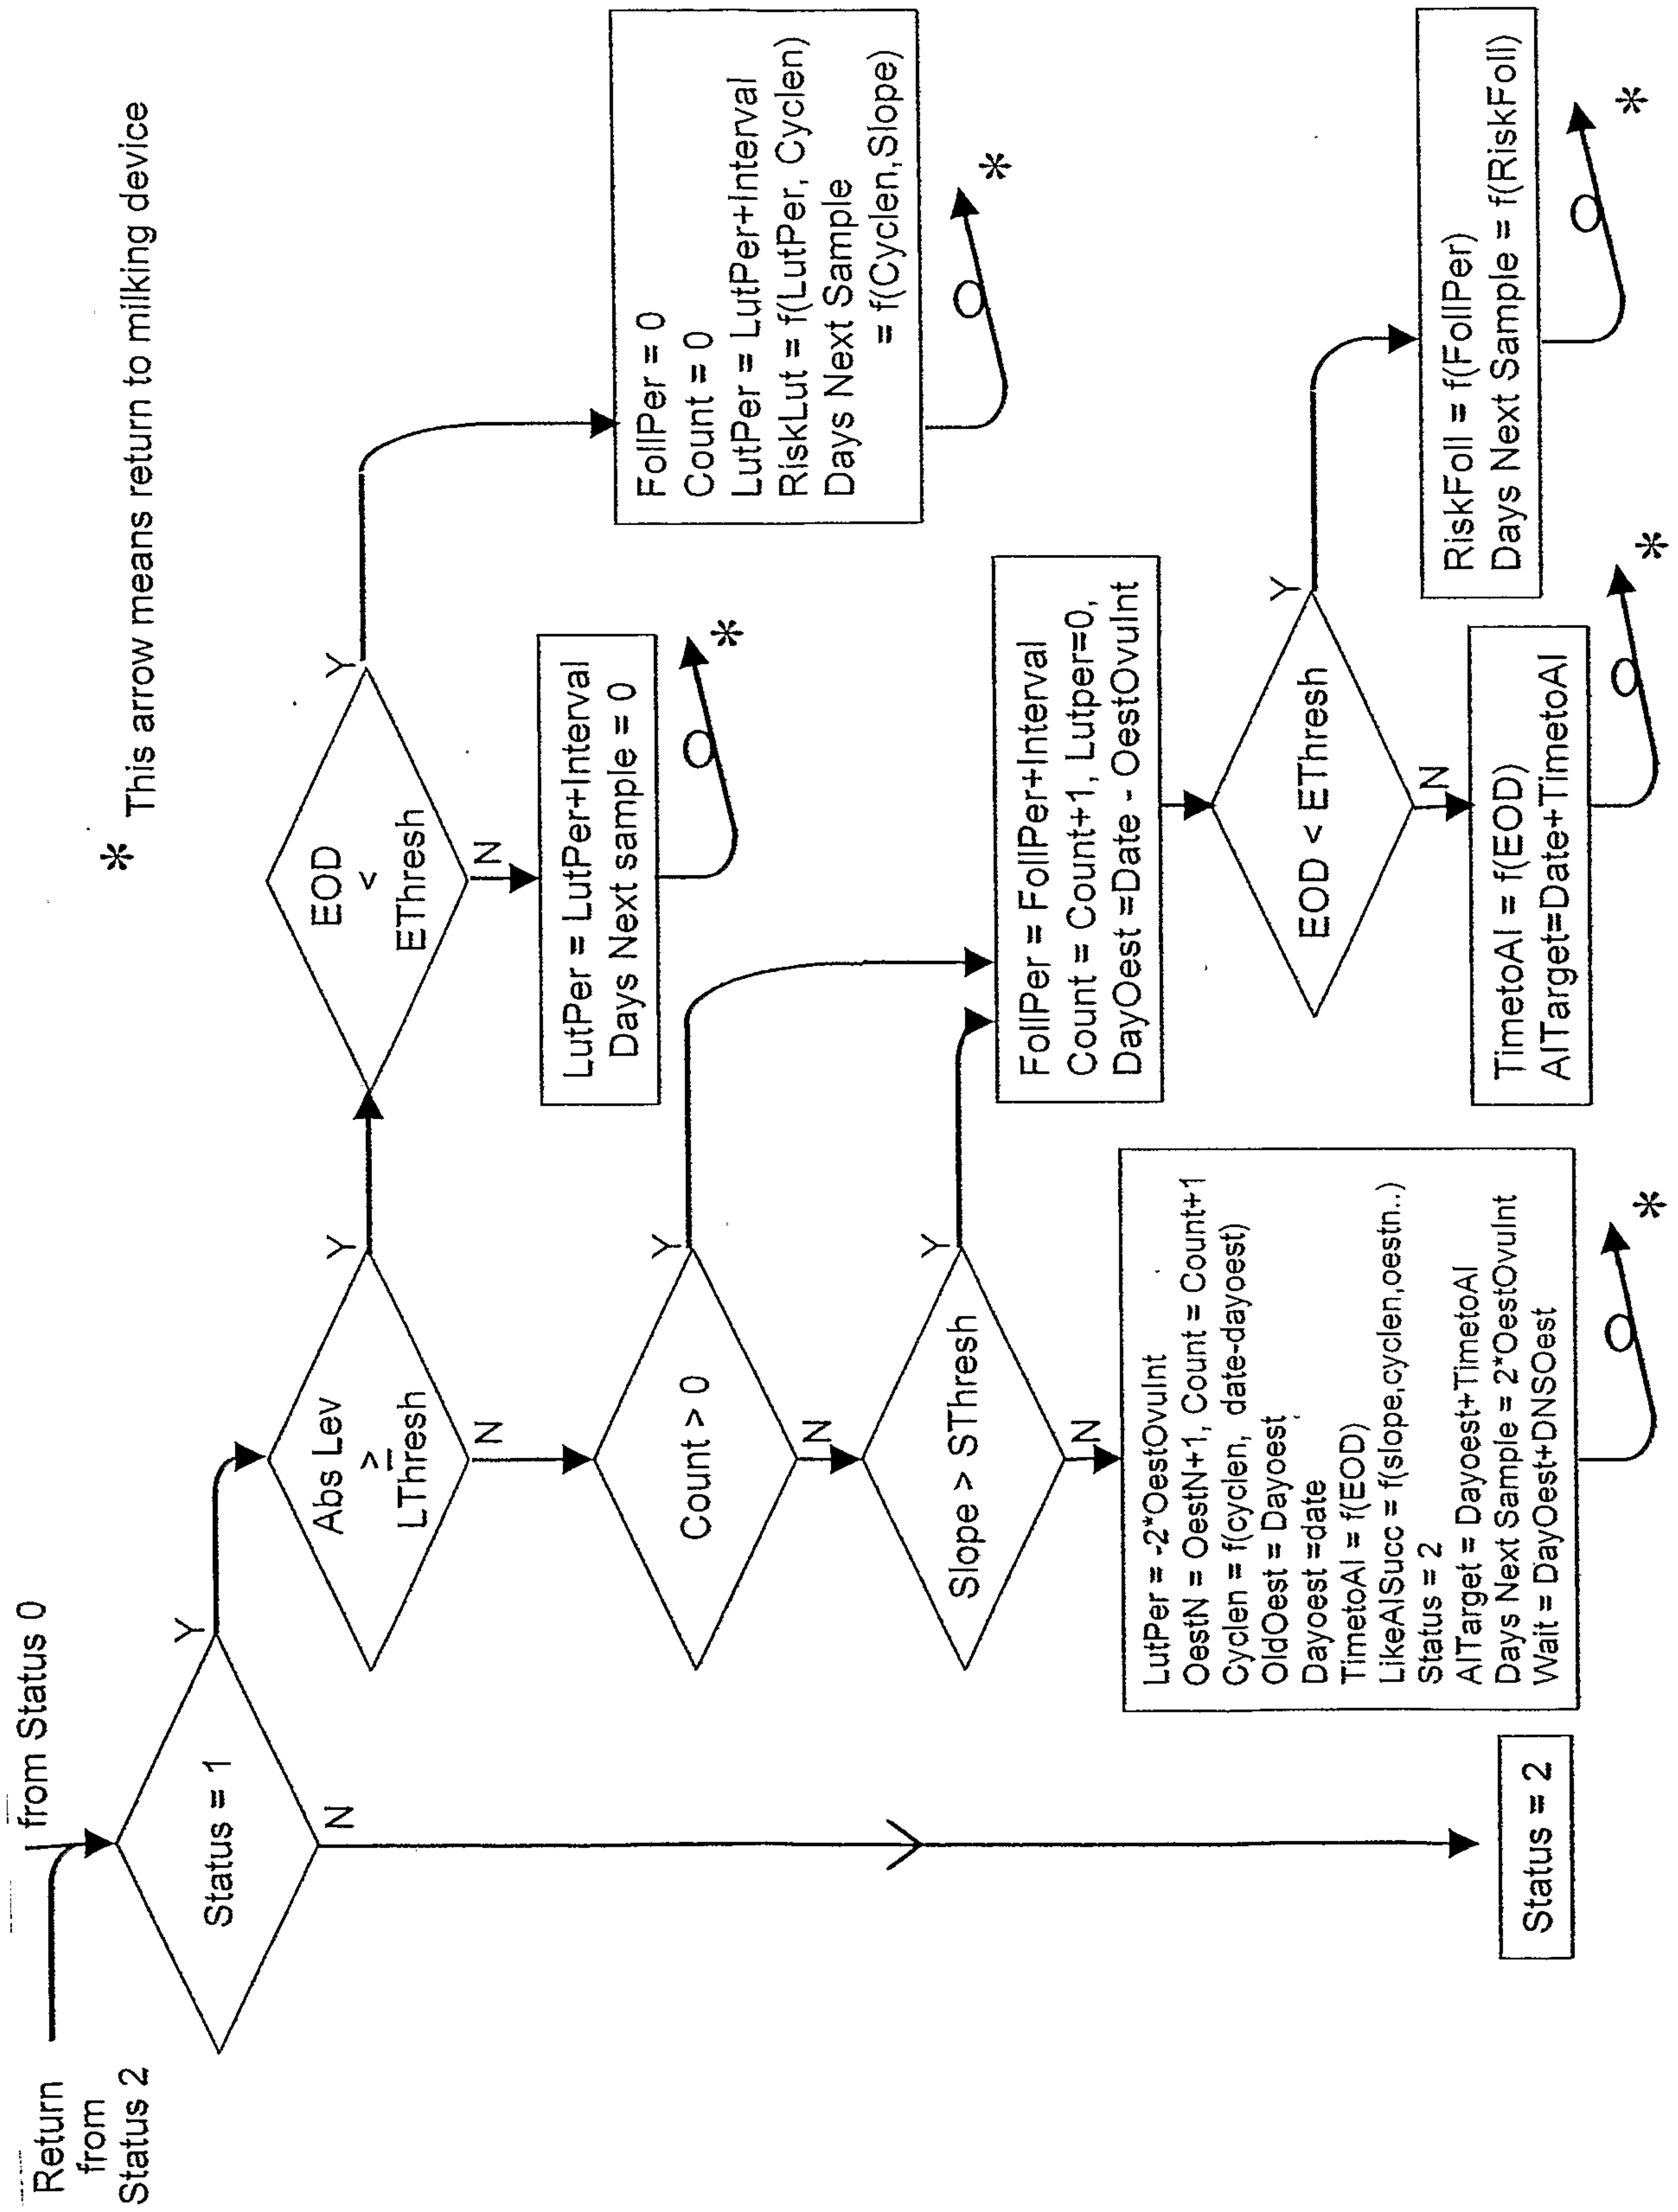 Return
from
Status 2
from Status 0
* This arrow means return to milking device
Status = 1
Y
N
Abs Lev
≥
LThresh
Y
N
EOD
<
EThresh
Y
N
FollPer = 0
Count = 0
LutPer = LutPer+Interval
RiskLut = f(LutPer, Cyclen)
Days Next Sample
= f(Cyclen,Slope)
*
LutPer = LutPer+Interval
Days Next sample = 0
*
Count > 0
Y
N
Slope > SThresh
Y
N
FollPer = FollPer+Interval
Count = Count+1, Lutper=0,
DayOest =Date - OestOvuInt
EOD < EThresh
Y
N
RiskFoll = f(FollPer)
Days Next Sample = f(RiskFoll)
*
TimetoAI = f(EOD)
AITarget=Date+TimetoAI
*
LutPer = -2*OestOvuInt
OestN = OestN+1, Count = Count+1
Cyclen = f(cyclen, date-dayoest)
OldOest = Dayoest
Dayoest =date
TimetoAI = f(EOD)
LikeAISucc = f(slope,cyclen,oestn..)
Status = 2
AITarget = Dayoest+TimetoAI
Days Next Sample = 2*OestOvuInt
Wait = DayOest+DNSOest
*
Status = 2